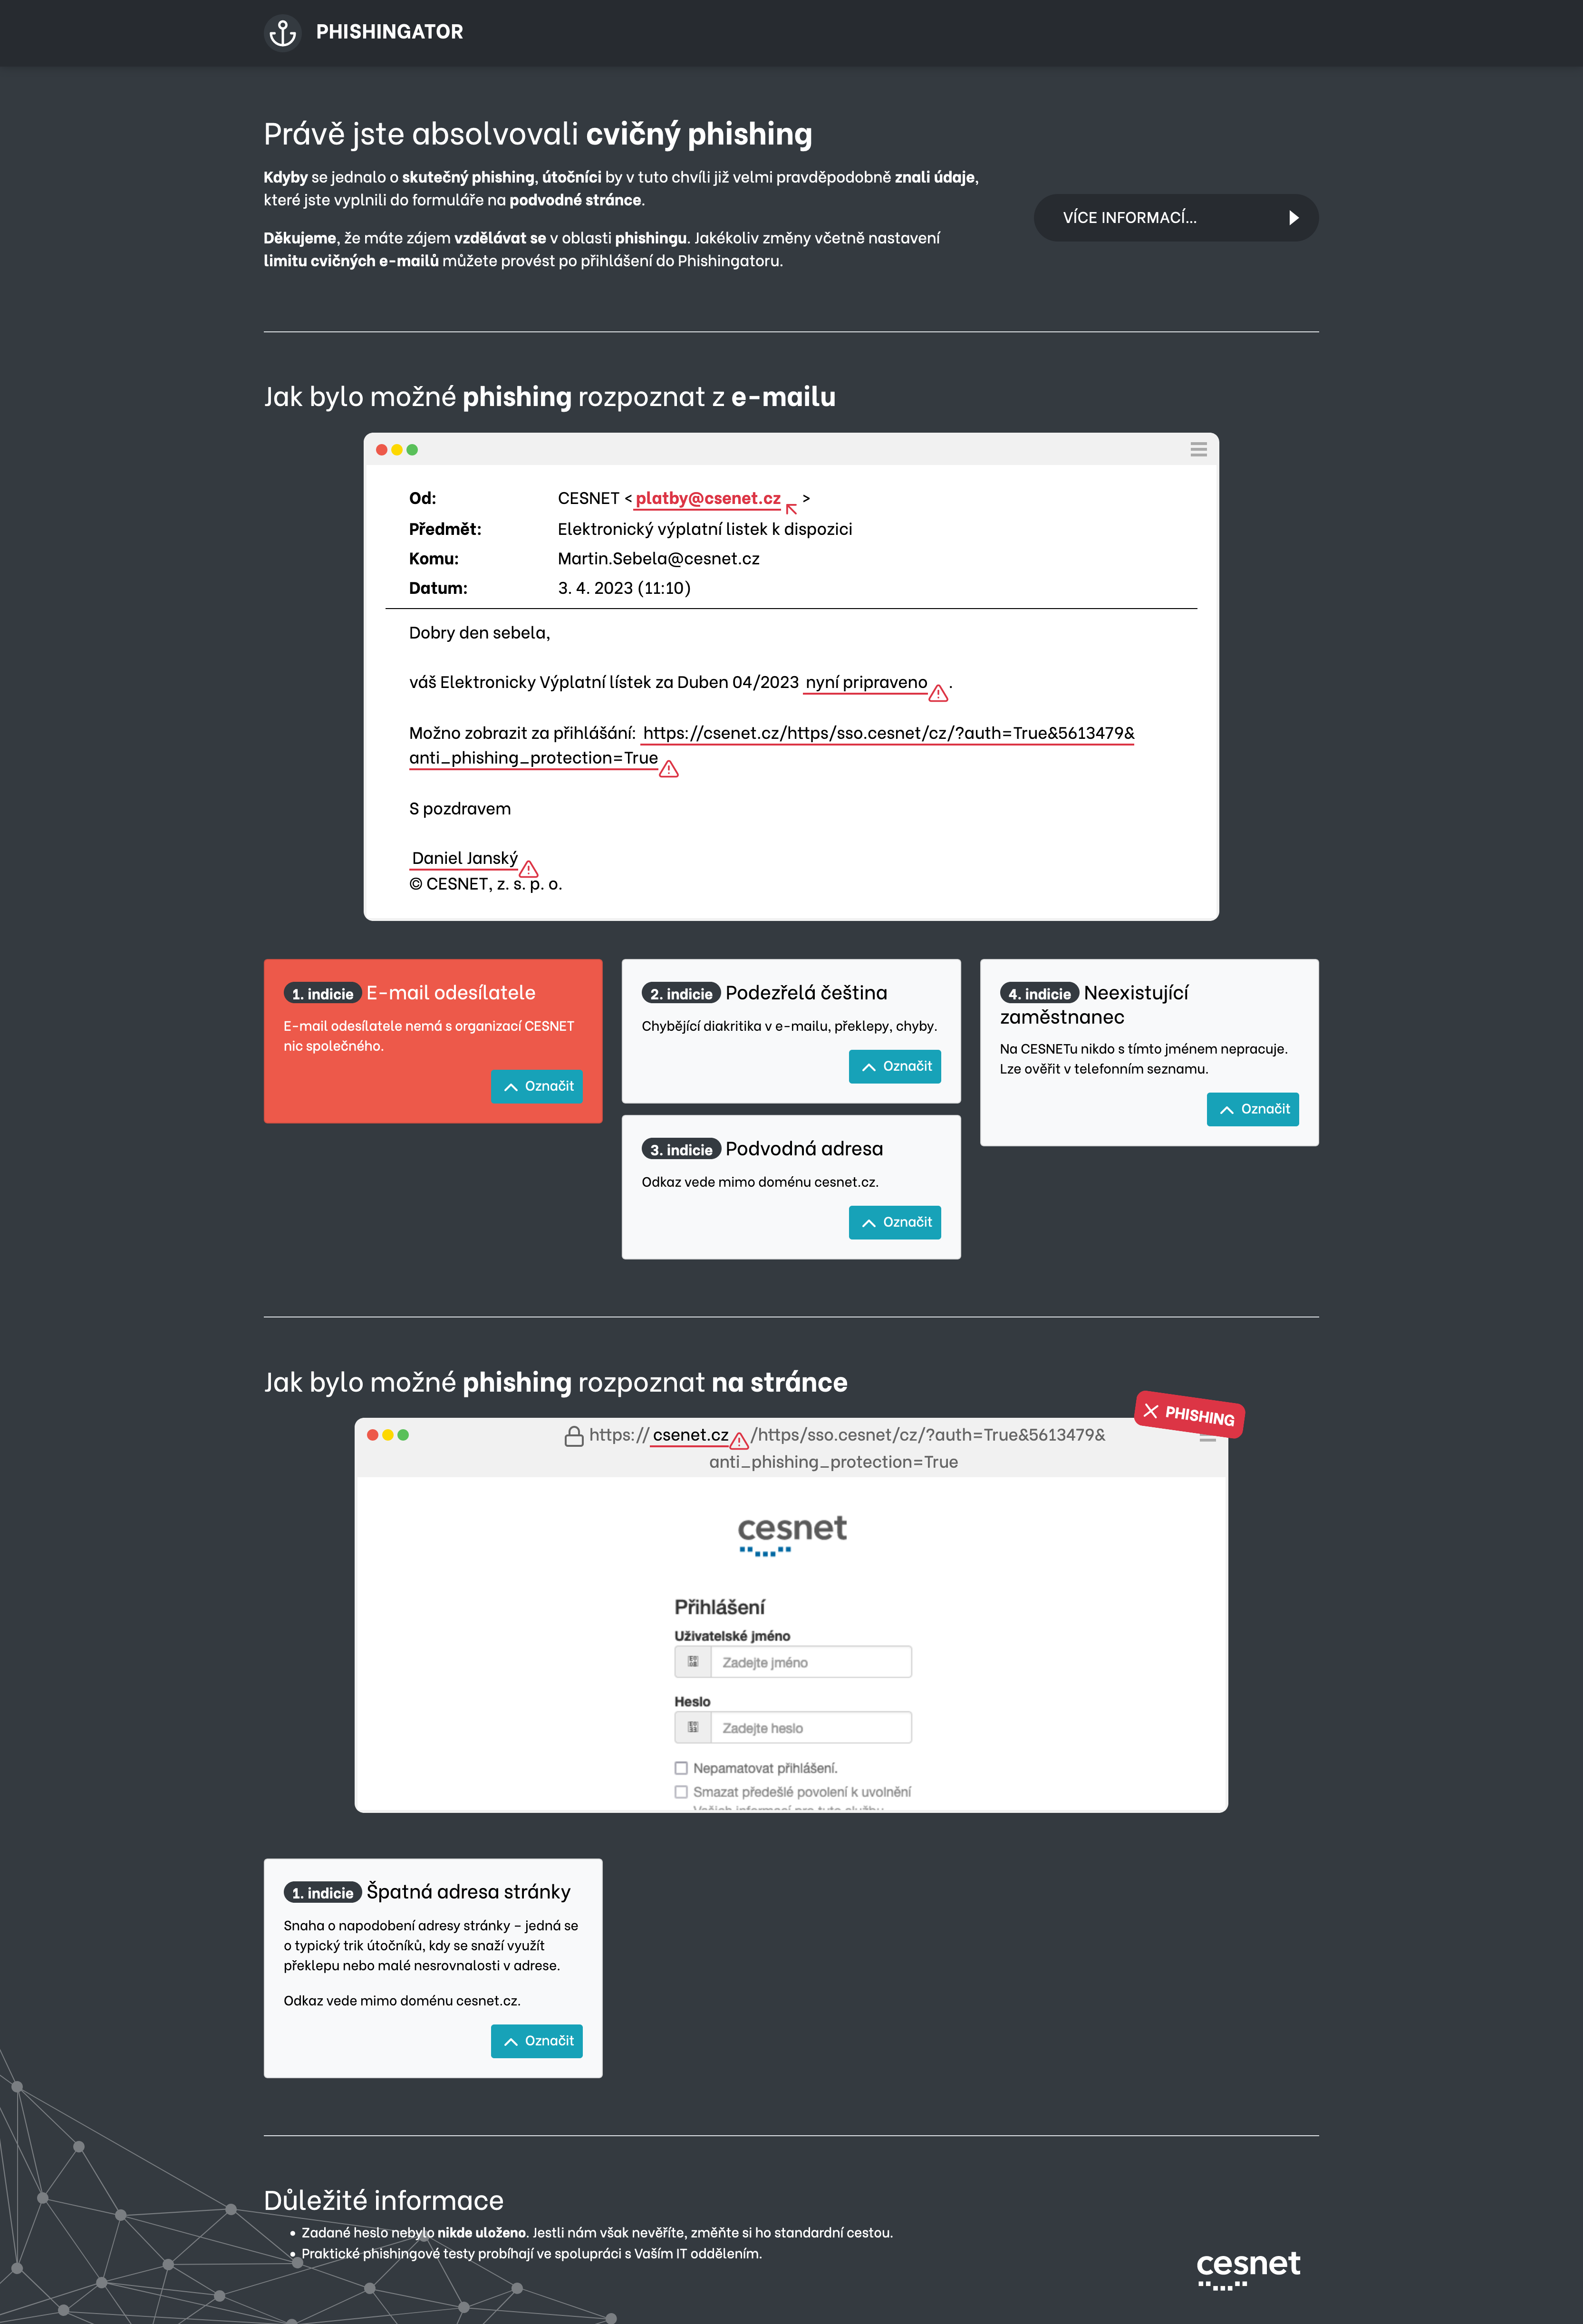 PHISHINGATOR
Právě jste absolvovali cvičný phishing
Kdyby se jednalo o skutečný phishing, útočníci by v tuto chvíli již velmi pravděpodobně znali údaje,
které jste vyplnili do formuláře na podvodné stránce.
VÍCE INFORMACÍ...
Děkujeme, že máte zájem vzdělávat se v oblasti phishingu. Jakékoliv změny včetně nastavení
limitu cvičných e-mailů můžete provést po přihlášení do Phishingatoru.
Jak bylo možné phishing rozpoznat z e-mailu
Od: CESNET <platby@csenet.cz>
Předmět: Elektronický výplatní listek k dispozici
Komu: Martin.Sebela@cesnet.cz
Datum: 3. 4. 2023 (11:10)
Dobry den sebela,
váš Elektronicky Výplatní lístek za Duben 04/2023 nyní pripraveno.
Možno zobrazit za přihlášání: https://csenet.cz/https/sso.cesnet/cz/?auth=True&5613479&
anti_phishing_protection=True
S pozdravem
Daniel Janský
© CESNET, z. s. p. o.
1. indicie E-mail odesílatele
E-mail odesílatele nemá s organizací CESNET
nic společného.
Označit
2. indicie Podezřelá čeština
Chybějící diakritika v e-mailu, překlepy, chyby.
Označit
3. indicie Podvodná adresa
Odkaz vede mimo doménu cesnet.cz.
Označit
4. indicie Neexistující
zaměstnanec
Na CESNETu nikdo s tímto jménem nepracuje.
Lze ověřit v telefonním seznamu.
Označit
Jak bylo možné phishing rozpoznat na stránce
PHISHING
https://csenet.cz/https/sso.cesnet/cz/?auth=True&5613479&
anti_phishing_protection=True
cesnet
Přihlášení
Uživatelské jméno
Zadejte jméno
Heslo
Zadejte heslo
Nepamatovat přihlášení.
Smazat předešlé povolení k uvolnění
Vašich informací pro tuto službu
1. indicie Špatná adresa stránky
Snaha o napodobení adresy stránky – jedná se
o typický trik útočníků, kdy se snaží využít
překlepu nebo malé nesrovnalosti v adrese.
Odkaz vede mimo doménu cesnet.cz.
Označit
Důležité informace
• Zadané heslo nebylo nikde uloženo. Jestli nám však nevěříte, změňte si ho standardní cestou.
• Praktické phishingové testy probíhají ve spolupráci s Vaším IT oddělením.
cesnet